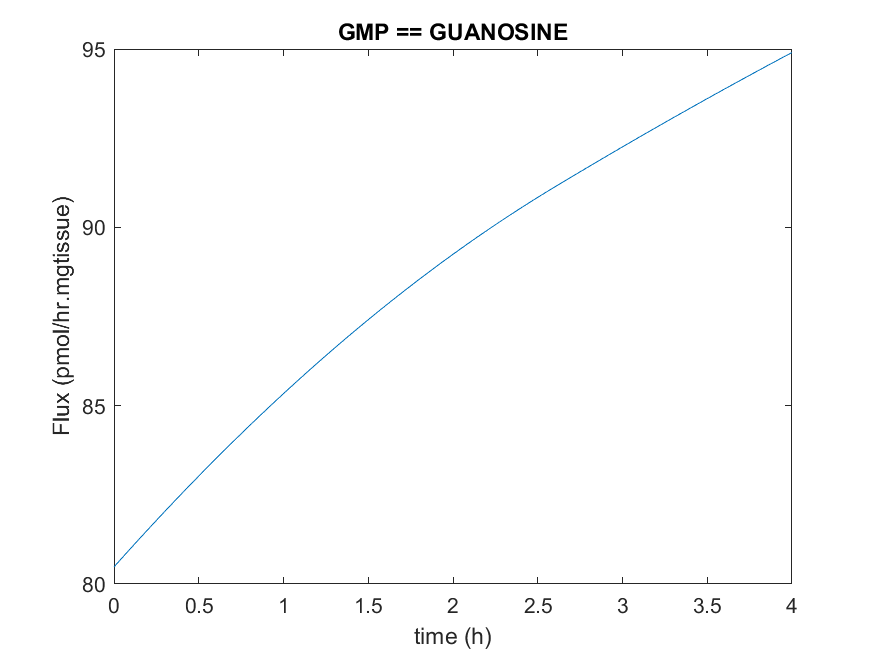 GMP == GUANOSINE
95
90
85
80
Flux (pmol/hr.mgtissue)
0 0.5 1 1.5 2 2.5 3 3.5 4
time (h)